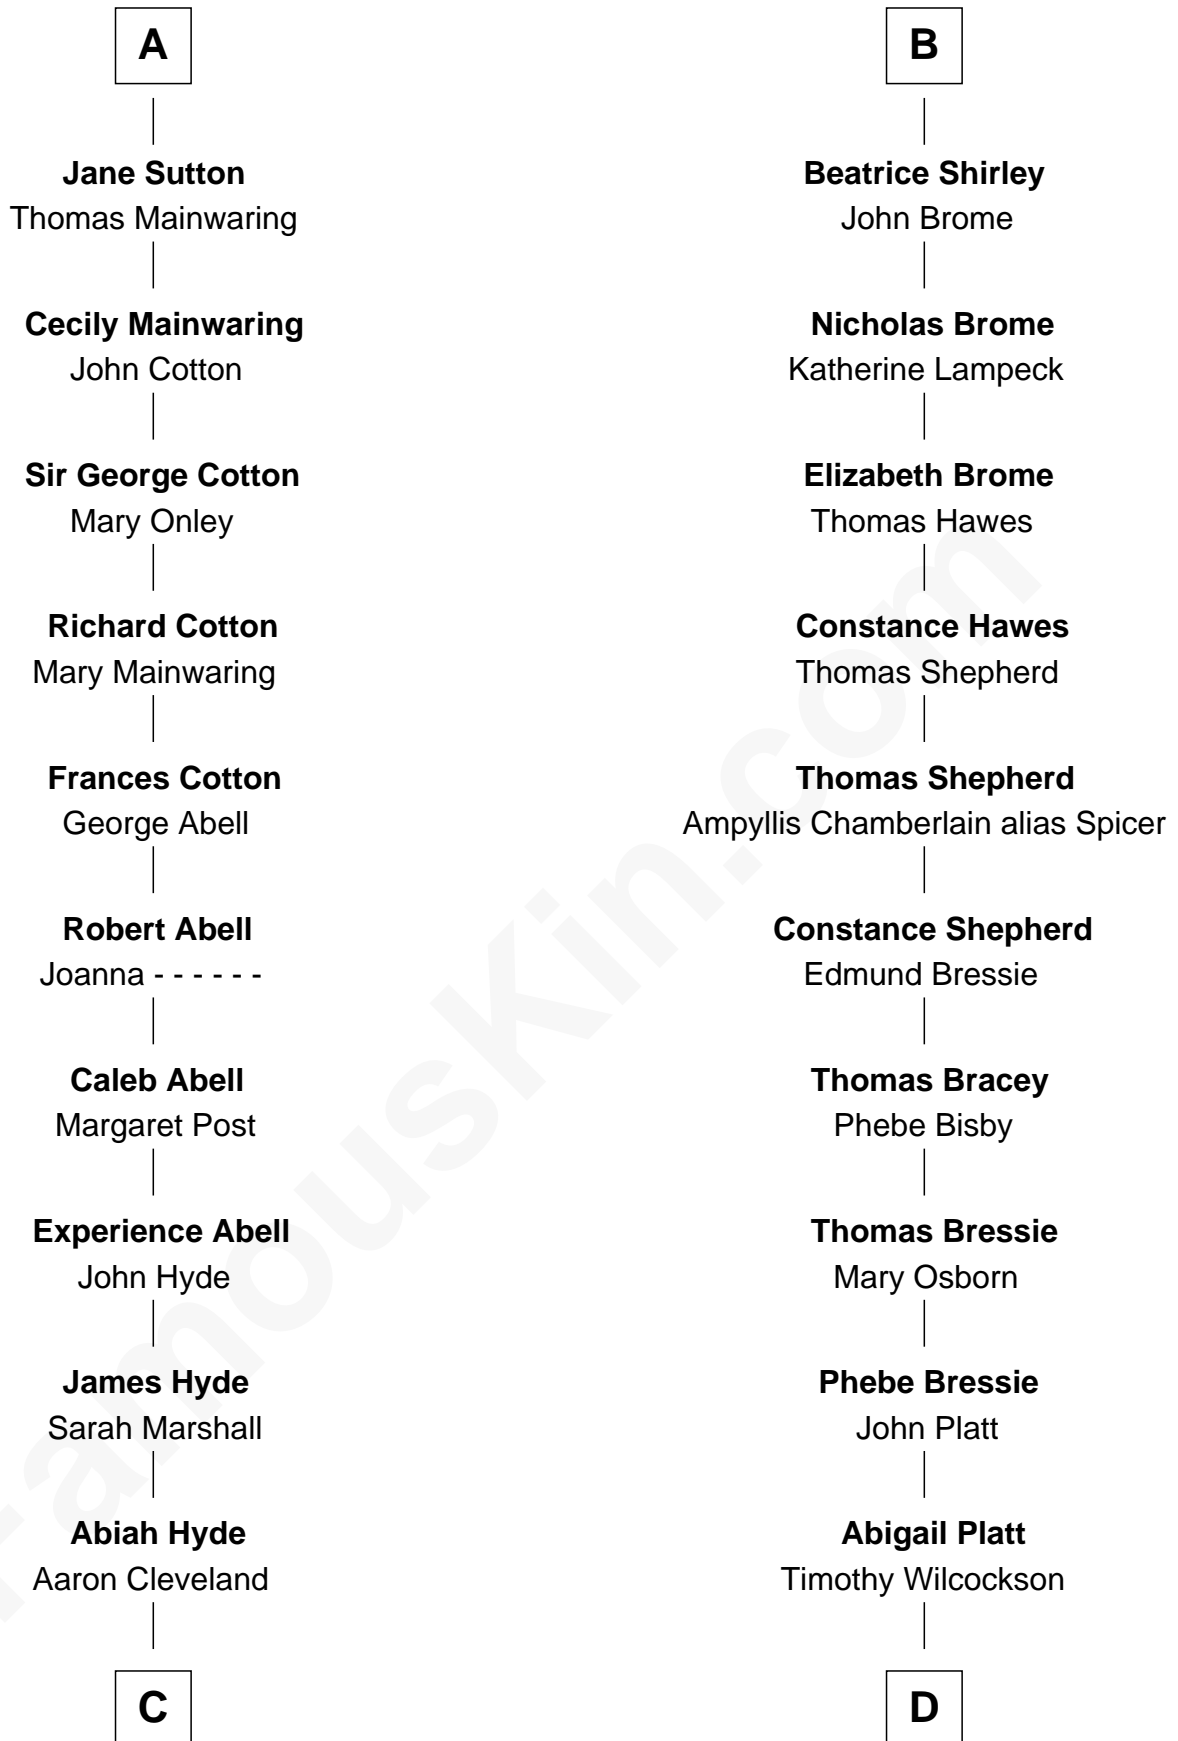 A
Jane Sutton
Thomas Mainwaring
Cecily Mainwaring
John Cotton
Sir George Cotton
Mary Onley
Richard Cotton
Mary Mainwaring
Frances Cotton
George Abell
Robert Abell
Joanna - - - - - -
Caleb Abell
Margaret Post
Experience Abell
John Hyde
James Hyde
Sarah Marshall
Abiah Hyde
Aaron Cleveland
C
B
Beatrice Shirley
John Brome
Nicholas Brome
Katherine Lampeck
Elizabeth Brome
Thomas Hawes
Constance Hawes
Thomas Shepherd
Thomas Shepherd
Ampyllis Chamberlain alias Spicer
Constance Shepherd
Edmund Bressie
Thomas Bracey
Phebe Bisby
Thomas Bressie
Mary Osborn
Phebe Bressie
John Platt
Abigail Platt
Timothy Wilcockson
D
FamousKin.com